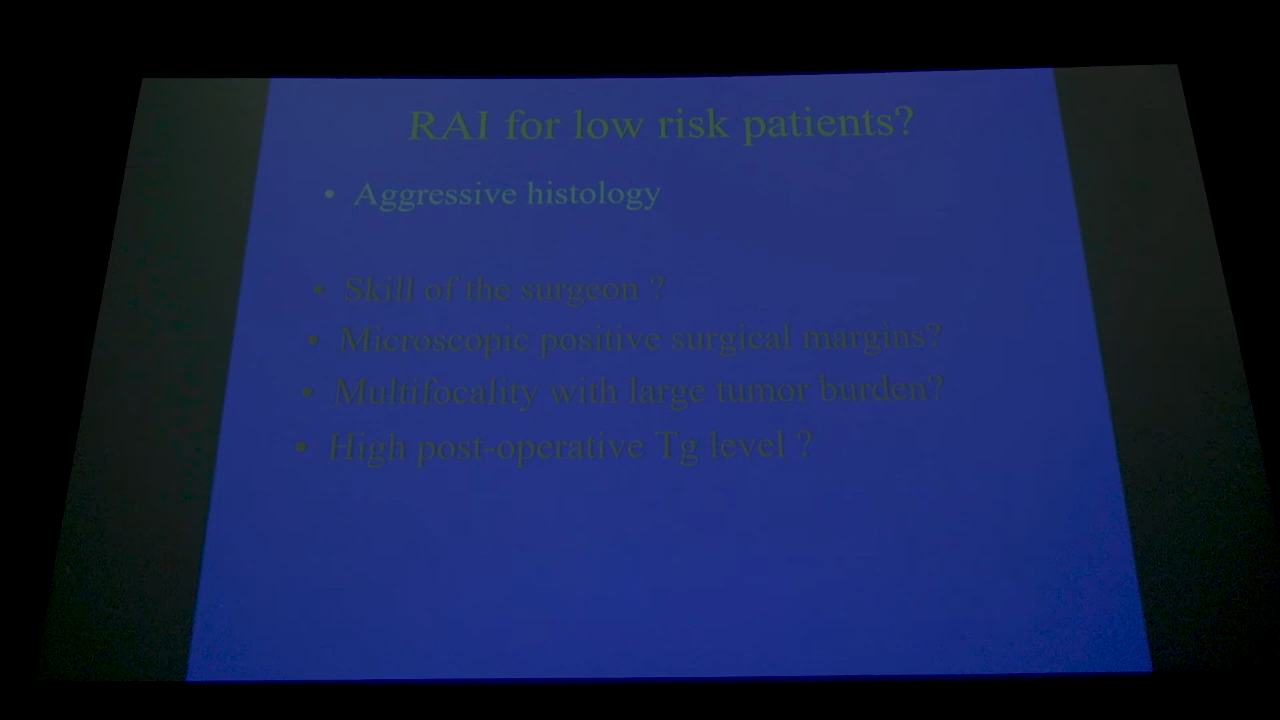 RAI for low risk patients?
• Aggressive histology
• Skill of the surgeon ?
• Microscopic positive surgical margins?
• Multifocality with large tumor burden?
• High post-operative Tg level ?